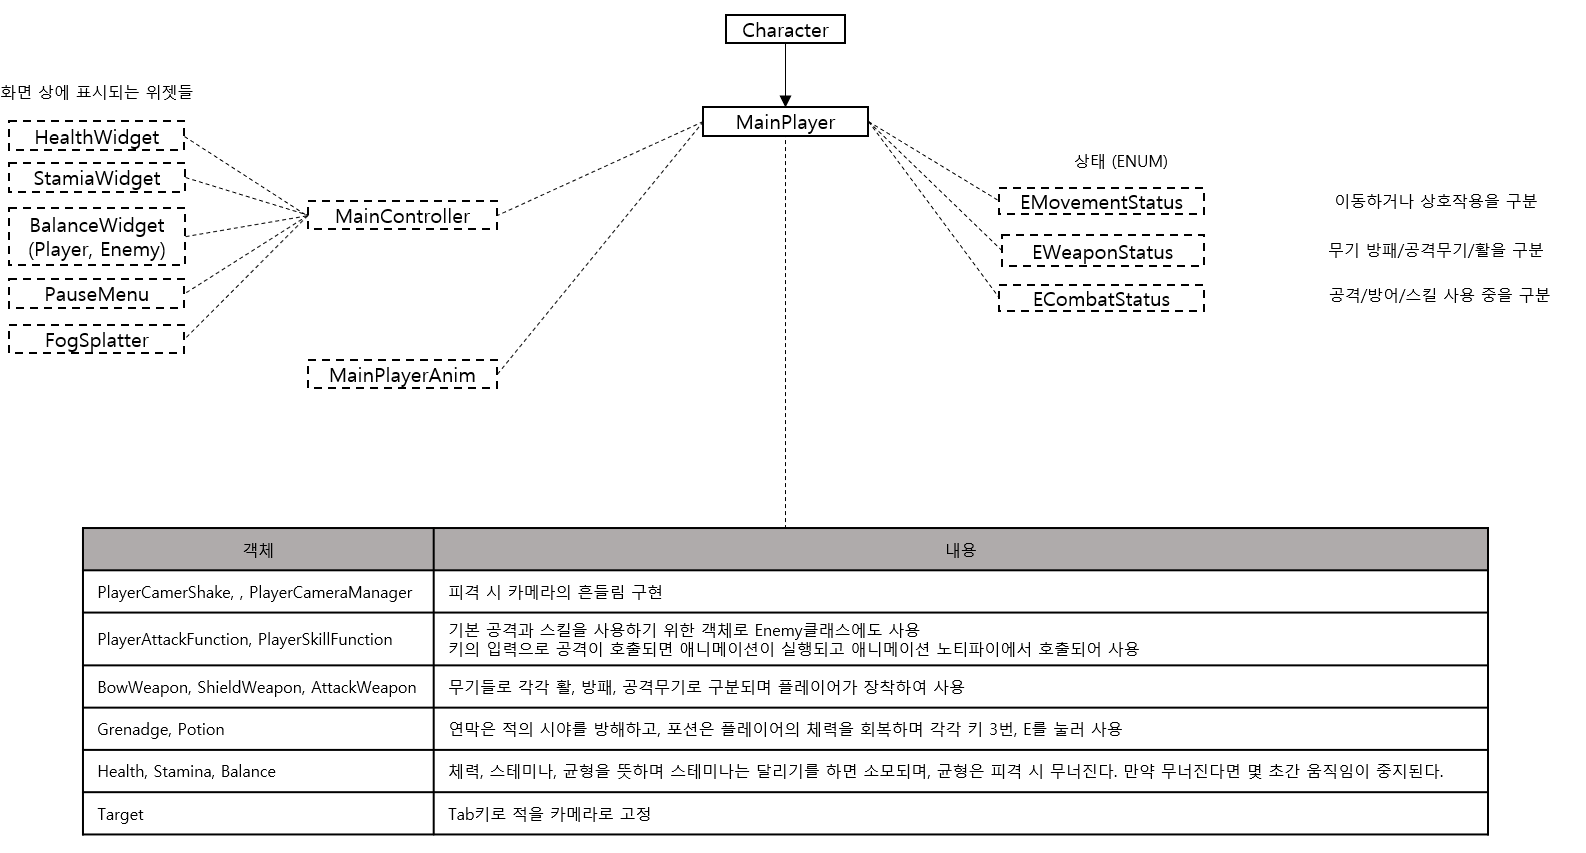 Character
화면 상에 표시되는 위젯들
MainPlayer
HealthWidget
StamiaWidget
BalanceWidget
(Player, Enemy)
PauseMenu
FogSplatter
MainController
MainPlayerAnim
상태 (ENUM)
EMovementStatus
이동하거나 상호작용을 구분
EWeaponStatus
무기 방패/공격무기/활을 구분
ECombatStatus
공격/방어/스킬 사용 중을 구분
객체
내용
PlayerCamerShake, , PlayerCameraManager
피격 시 카메라의 흔들림 구현
PlayerAttackFunction, PlayerSkillFunction
기본 공격과 스킬을 사용하기 위한 객체로 Enemy클래스에도 사용
키의 입력으로 공격이 호출되면 애니메이션이 실행되고 애니메이션 노티파이에서 호출되어 사용
BowWeapon, ShieldWeapon, AttackWeapon
무기들로 각각 활, 방패, 공격무기로 구분되며 플레이어가 장착하여 사용
Grenadge, Potion
연막은 적의 시야를 방해하고, 포션은 플레이어의 체력을 회복하며 각각 키 3번, E를 눌러 사용
Health, Stamina, Balance
체력, 스테미나, 균형을 뜻하며 스테미나는 달리기를 하면 소모되며, 균형은 피격 시 무너진다. 만약 무너진다면 몇 초간 움직임이 중지된다.
Target
Tab키로 적을 카메라로 고정